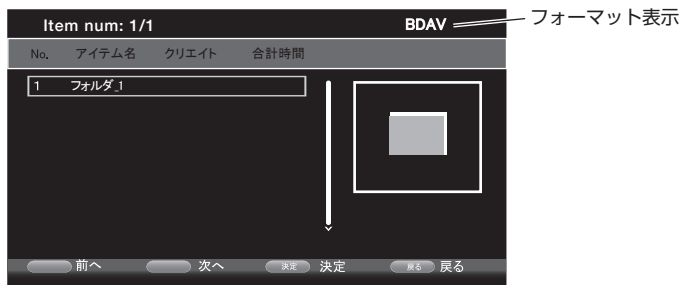 Item num: 1/1 BDAV フォーマット表示
No. アイテム名 クリエイト 合計時間
1 フォルダ_1
前へ 次へ 決定 決定 戻る 戻る